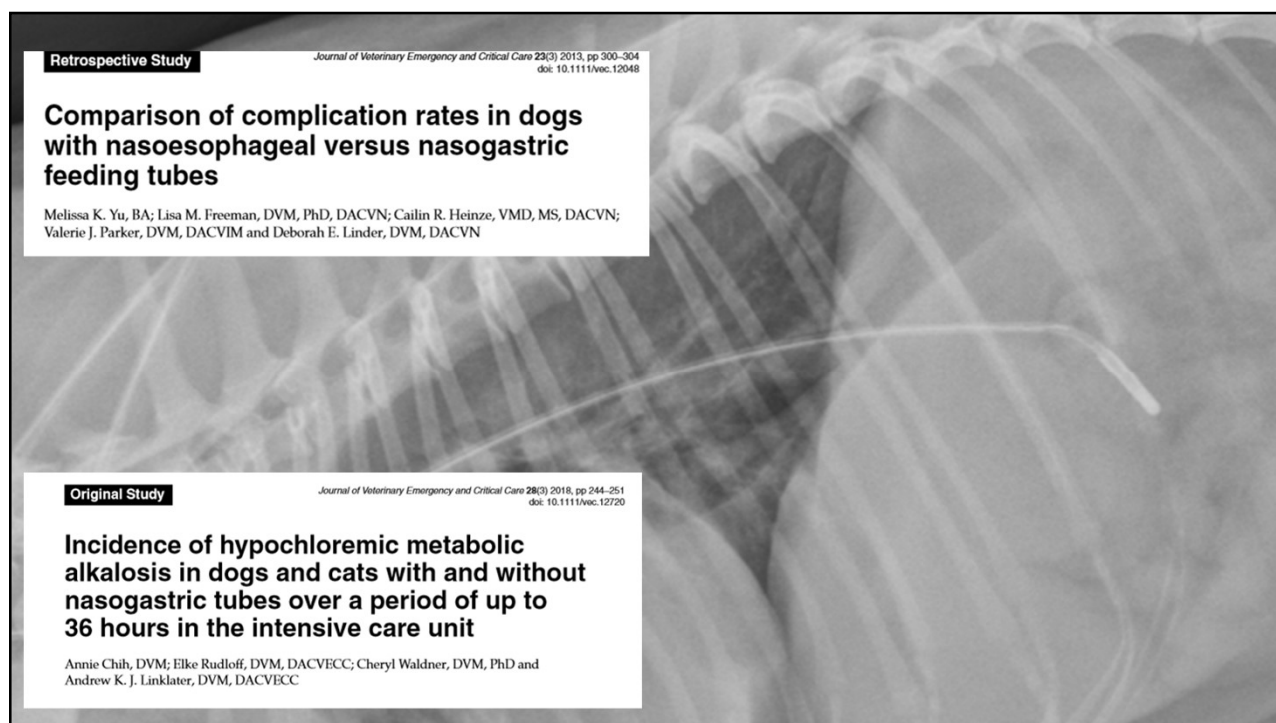 Retrospective Study
Journal of Veterinary Emergency and Critical Care 23(3) 2013, pp 300–304
doi: 10.1111/vec.12048
Comparison of complication rates in dogs
with nasoesophageal versus nasogastric
feeding tubes
Melissa K. Yu, BA; Lisa M. Freeman, DVM, PhD, DACVN; Cailin R. Heinze, VMD, MS, DACVN;
Valerie J. Parker, DVM, DACVIM and Deborah E. Linder, DVM, DACVN
Original Study
Journal of Veterinary Emergency and Critical Care 28(3) 2018, pp 244–251
doi: 10.1111/vec.12720
Incidence of hypochloremic metabolic
alkalosis in dogs and cats with and without
nasogastric tubes over a period of up to
36 hours in the intensive care unit
Annie Chih, DVM; Elke Rudloff, DVM, DACVECC; Cheryl Waldner, DVM, PhD and
Andrew K. J. Linklater, DVM, DACVECC